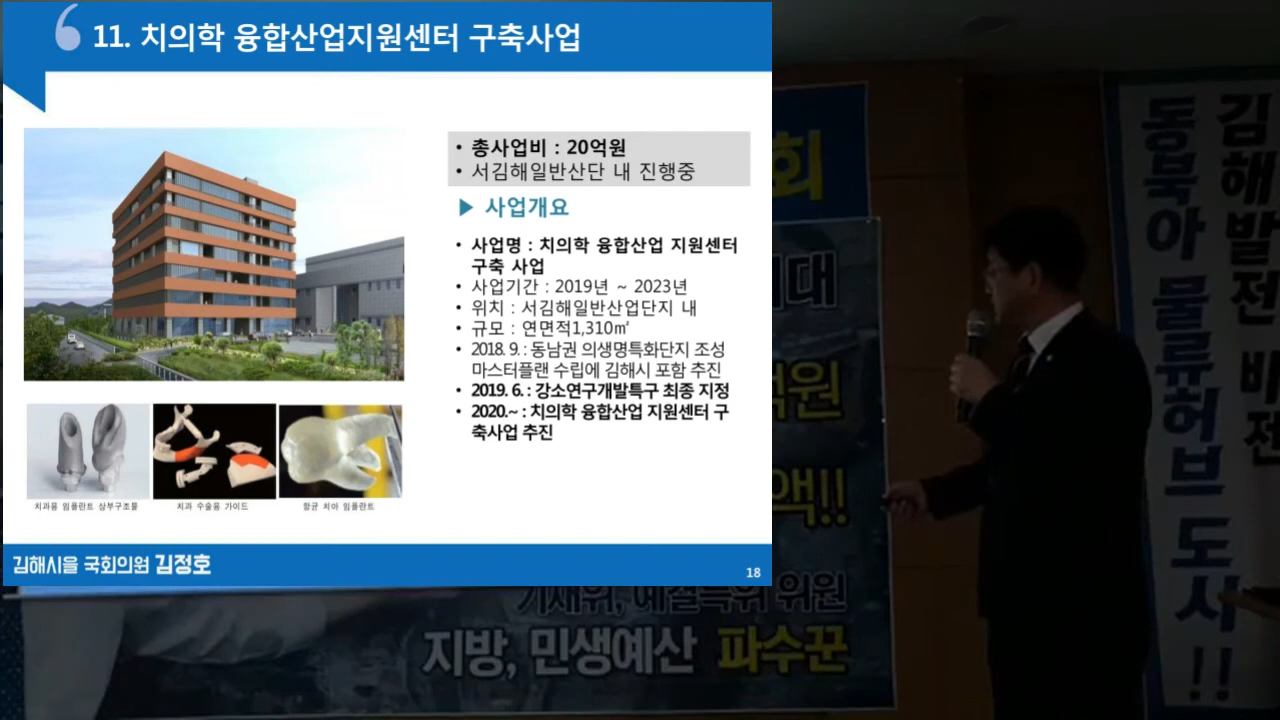 11. 치의학 융합산업지원센터 구축사업
• 총사업비 : 20억원
• 서김해일반산단 내 진행중
▶ 사업개요
• 사업명 : 치의학 융합산업 지원센터
구축 사업
• 사업기간 : 2019년 ~ 2023년
• 위치 : 서김해일반산업단지 내
• 규모 : 연면적1,310㎡
• 2018. 9. : 동남권 의생명특화단지 조성
마스터플랜 수립에 김해시 포함 추진
• 2019. 6. : 강소연구개발특구 최종 지정
• 2020.~ : 치의학 융합산업 지원센터 구
축사업 추진
치과용 임플란트 상부구조물
치과 수술용 가이드
항균 치아 임플란트
김해시을 국회의원 김정호
18
회
대
억원
액!!
기재위, 예결특위 위원
지방, 민생예산 파수꾼
김해발전 비전
동북아 물류허브 도시!!